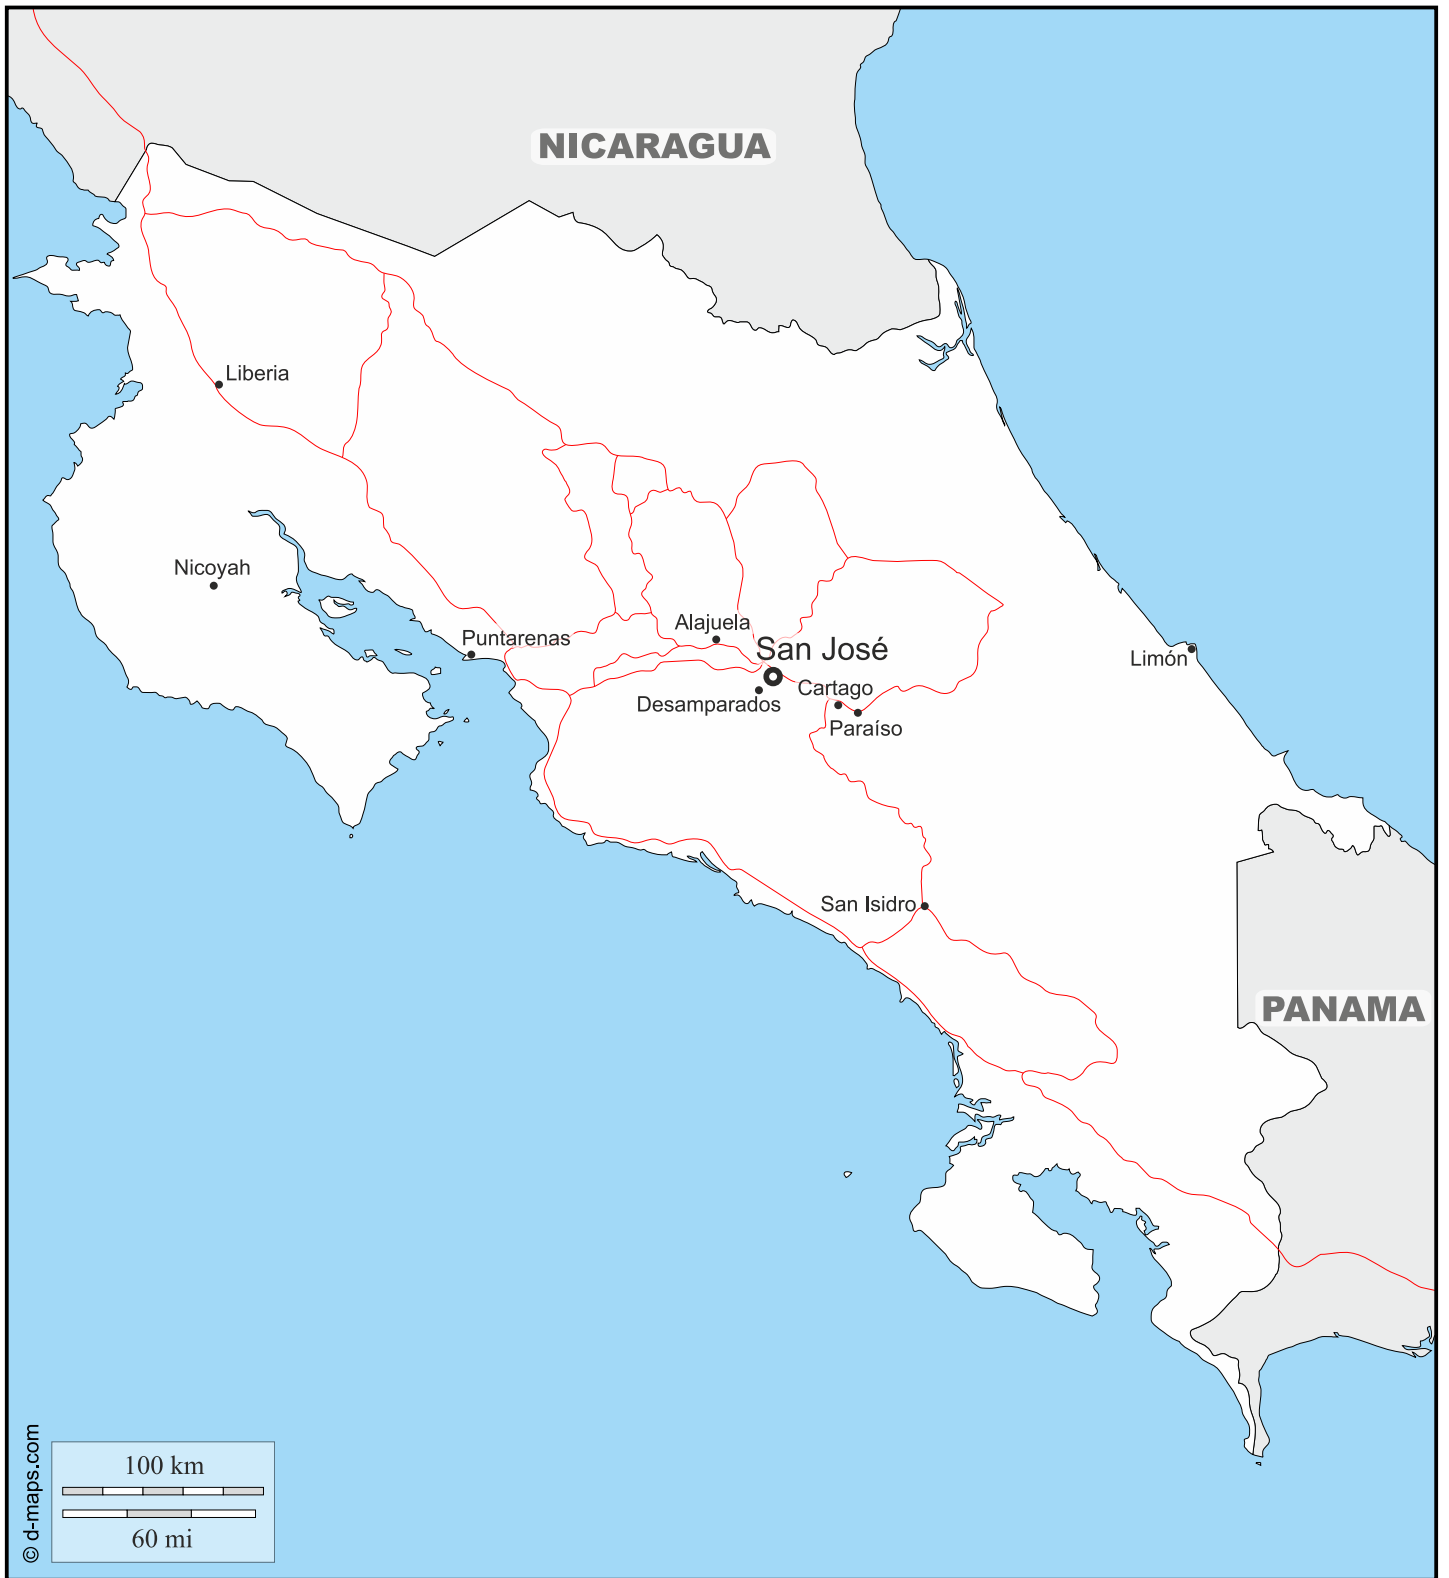 NICARAGUA
Liberia
Nicoyah
Alajuela
Puntarenas
San José
Limón
Cartago
Desamparados
Paraíso
San Isidro
PANAMA
100 km
60 mi
© d-maps.com